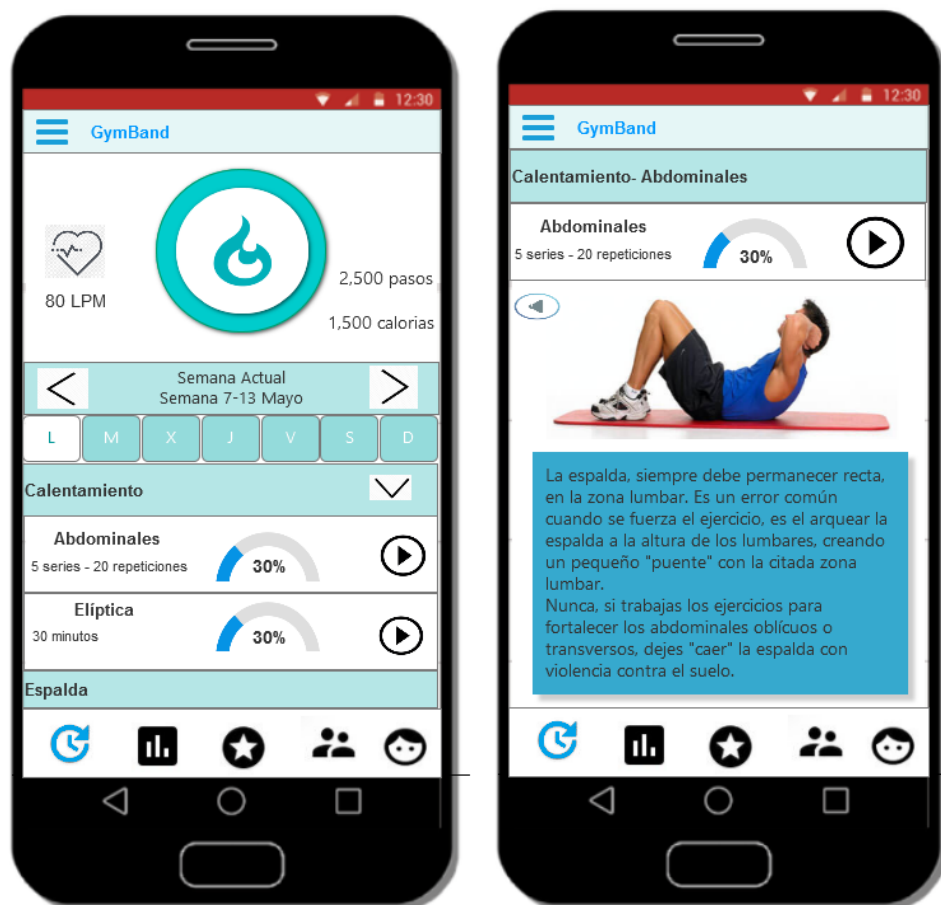 12:30
GymBand
80 LPM
2,500 pasos
1,500 calorias
Semana Actual
Semana 7-13 Mayo
L M X J V S D
Calentamiento
Abdominales
5 series - 20 repeticiones
30%
Elíptica
30 minutos
30%
Espalda
12:30
GymBand
Calentamiento- Abdominales
Abdominales
5 series - 20 repeticiones
30%
La espalda, siempre debe permanecer recta,
en la zona lumbar. Es un error común
cuando se fuerza el ejercicio, es el arquear la
espalda a la altura de los lumbares, creando
un pequeño "puente" con la citada zona
lumbar.
Nunca, si trabajas los ejercicios para
fortalecer los abdominales oblícuos o
transversos, dejes "caer" la espalda con
violencia contra el suelo.